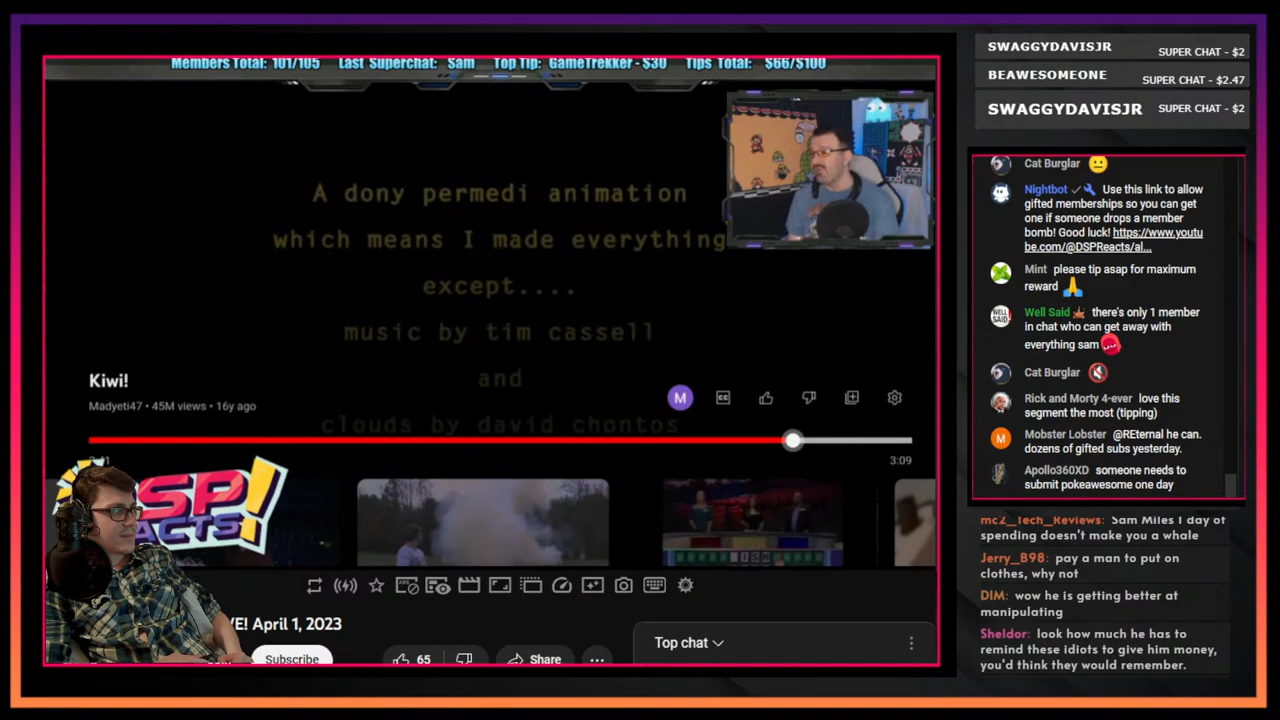 Members Total: 101/105 Last Superchat: Sam Top Tip: GameTrekker - $30 Tips Total: $66/$100
A dony permedi animation
which means I made everything
except....
music by tim cassell
and
clouds by david chontos
Kiwi!
Madyeti47 • 45M views • 16y ago
M
CC
3:09
SP
ACTS!
VE! April 1, 2023
Subscribe
65
Share
Top chat
SWAGGYDAVISJR SUPER CHAT - $2
BEAWESOMEONE SUPER CHAT - $2.47
SWAGGYDAVISJR SUPER CHAT - $2
Cat Burglar
Nightbot Use this link to allow
gifted memberships so you can get
one if someone drops a member
bomb! Good luck! https://www.youtu
be.com/@DSPReacts/al...
Mint please tip asap for maximum
reward
WELL SAID
Well Said there's only 1 member
in chat who can get away with
everything sam
Cat Burglar
Rick and Morty 4-ever love this
segment the most (tipping)
M
Mobster Lobster @REternal he can.
dozens of gifted subs yesterday.
Apollo360XD someone needs to
submit pokeawesome one day
mc2_Tech_Reviews: Sam Miles 1 day of
spending doesn't make you a whale
Jerry_B98: pay a man to put on
clothes, why not
DIM: wow he is getting better at
manipulating
Sheldor: look how much he has to
remind these idiots to give him money,
you'd think they would remember.